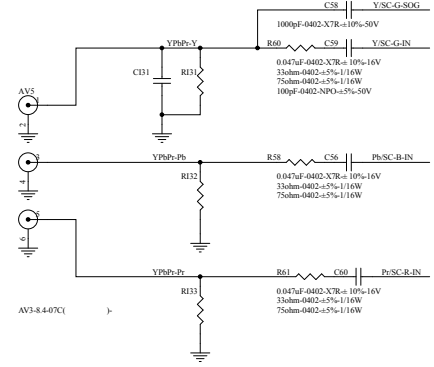 C58 Y/SC-G-SOG
1000pF-0402-X7R-±10%-50V
YPbPr-Y R60 C59 Y/SC-G-IN
0.047uF-0402-X7R-±10%-16V
33ohm-0402-±5%-1/16W
75ohm-0402-±5%-1/16W
100pF-0402-NPO-±5%-50V
CI31 RI31
AV5
1
2
3 YPbPr-Pb R58 C56 Pb/SC-B-IN
4
RI32
0.047uF-0402-X7R-±10%-16V
33ohm-0402-±5%-1/16W
75ohm-0402-±5%-1/16W
5
6
YPbPr-Pr R61 C60 Pr/SC-R-IN
RI33
0.047uF-0402-X7R-±10%-16V
33ohm-0402-±5%-1/16W
75ohm-0402-±5%-1/16W
AV3-8.4-07C( )-